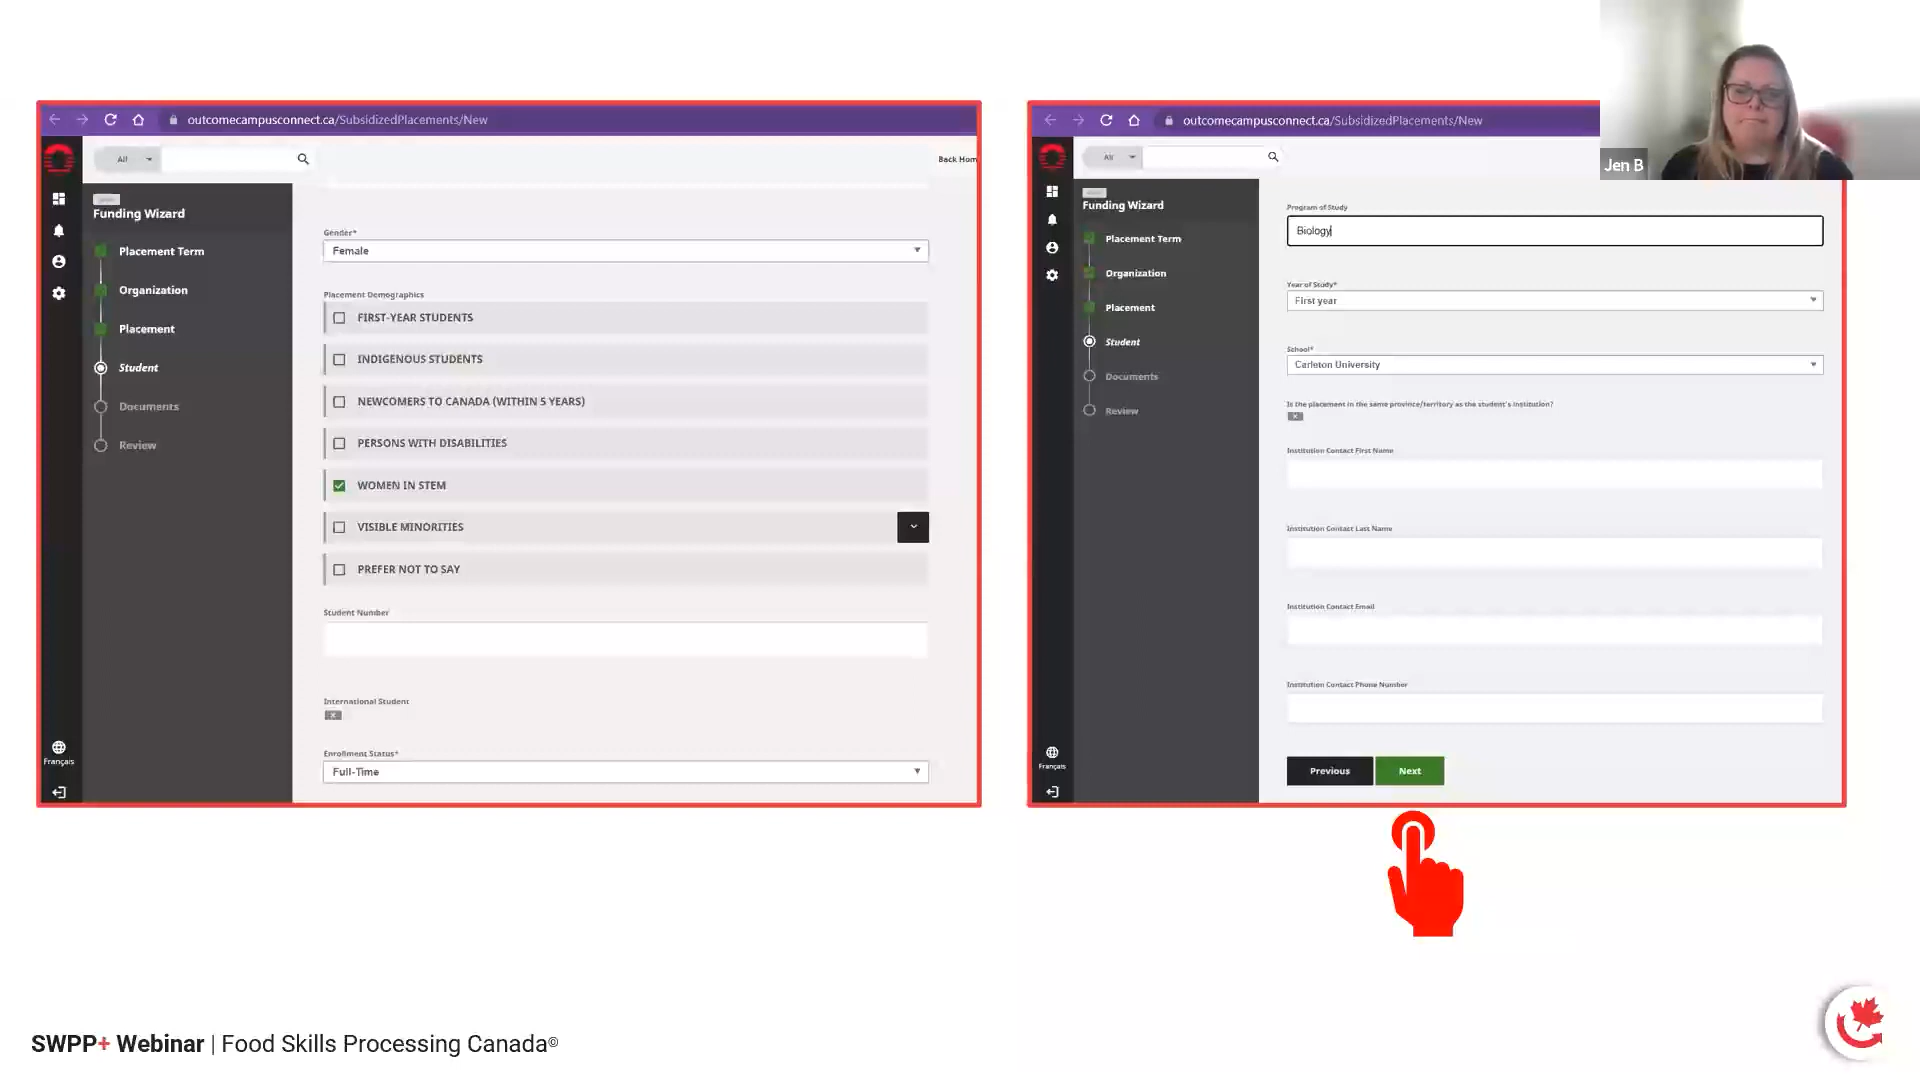 outcomecampusconnect.ca/SubsidizedPlacements/New
All
Back Hom
Funding Wizard
Placement Term
Organization
Placement
Student
Documents
Review
Français
Gender*
Female
Placement Demographics
FIRST-YEAR STUDENTS
INDIGENOUS STUDENTS
NEWCOMERS TO CANADA (WITHIN 5 YEARS)
PERSONS WITH DISABILITIES
WOMEN IN STEM
VISIBLE MINORITIES
PREFER NOT TO SAY
Student Number
International Student
Enrollment Status*
Full-Time
outcomecampusconnect.ca/SubsidizedPlacements/New
All
Funding Wizard
Placement Term
Organization
Placement
Student
Documents
Review
Français
Program of Study
Biology
Year of Study*
First year
School*
Carleton University
Is the placement in the same province/territory as the student's institution?
Institution Contact First Name
Institution Contact Last Name
Institution Contact Email
Institution Contact Phone Number
Previous
Next
Jen B
SWPP+ Webinar | Food Skills Processing Canada©